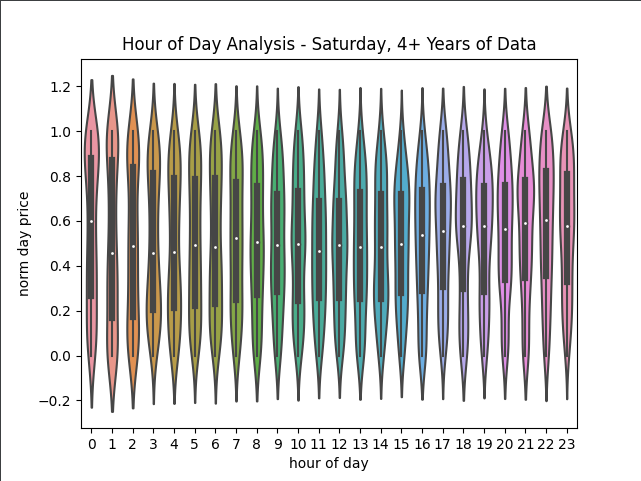 Hour of Day Analysis - Saturday, 4+ Years of Data
1.2
1.0
0.8
0.6
0.4
0.2
0.0
−0.2
norm day price
0 1 2 3 4 5 6 7 8 9 10 11 12 13 14 15 16 17 18 19 20 21 22 23
hour of day